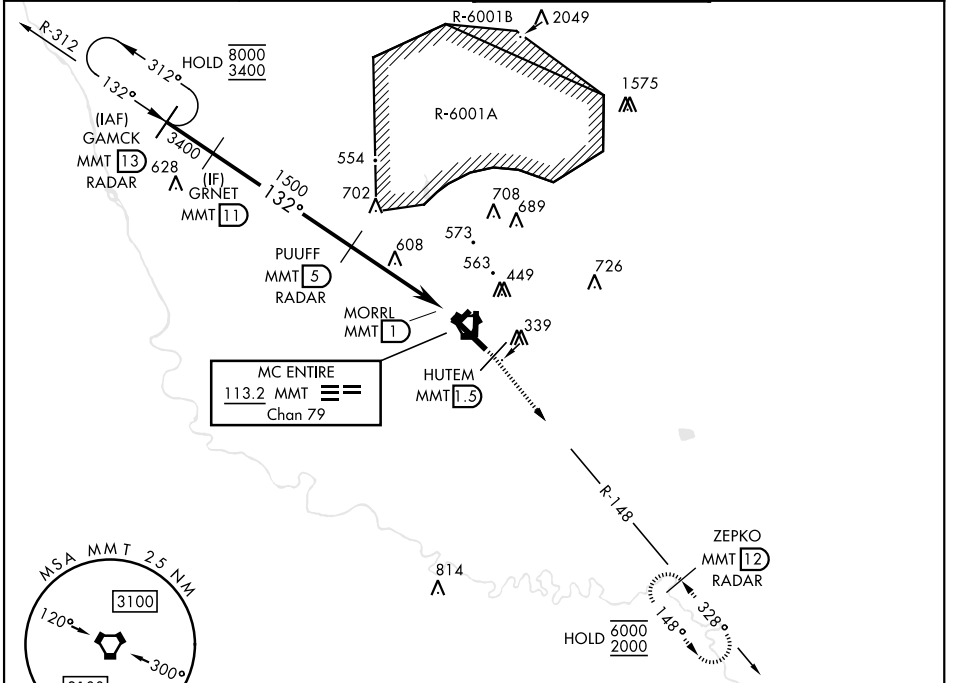 R-6001B
2049
R-312
312°
HOLD 8000
3400
132°
1575
R-6001A
(IAF)
GAMCK
MMT 13
RADAR
3400
628
(IF)
GRNET
MMT 11
554
1500
132°
702
708
689
573
PUUFF
MMT 5
RADAR
608
563
449
726
MORRL
MMT 1
339
MC ENTIRE
113.2 MMT
Chan 79
HUTEM
MMT 1.5
R-148
ZEPKO
MMT 12
RADAR
MSA MMT 25 NM
814
3100
120°
328°
148°
HOLD 6000
2000
300°